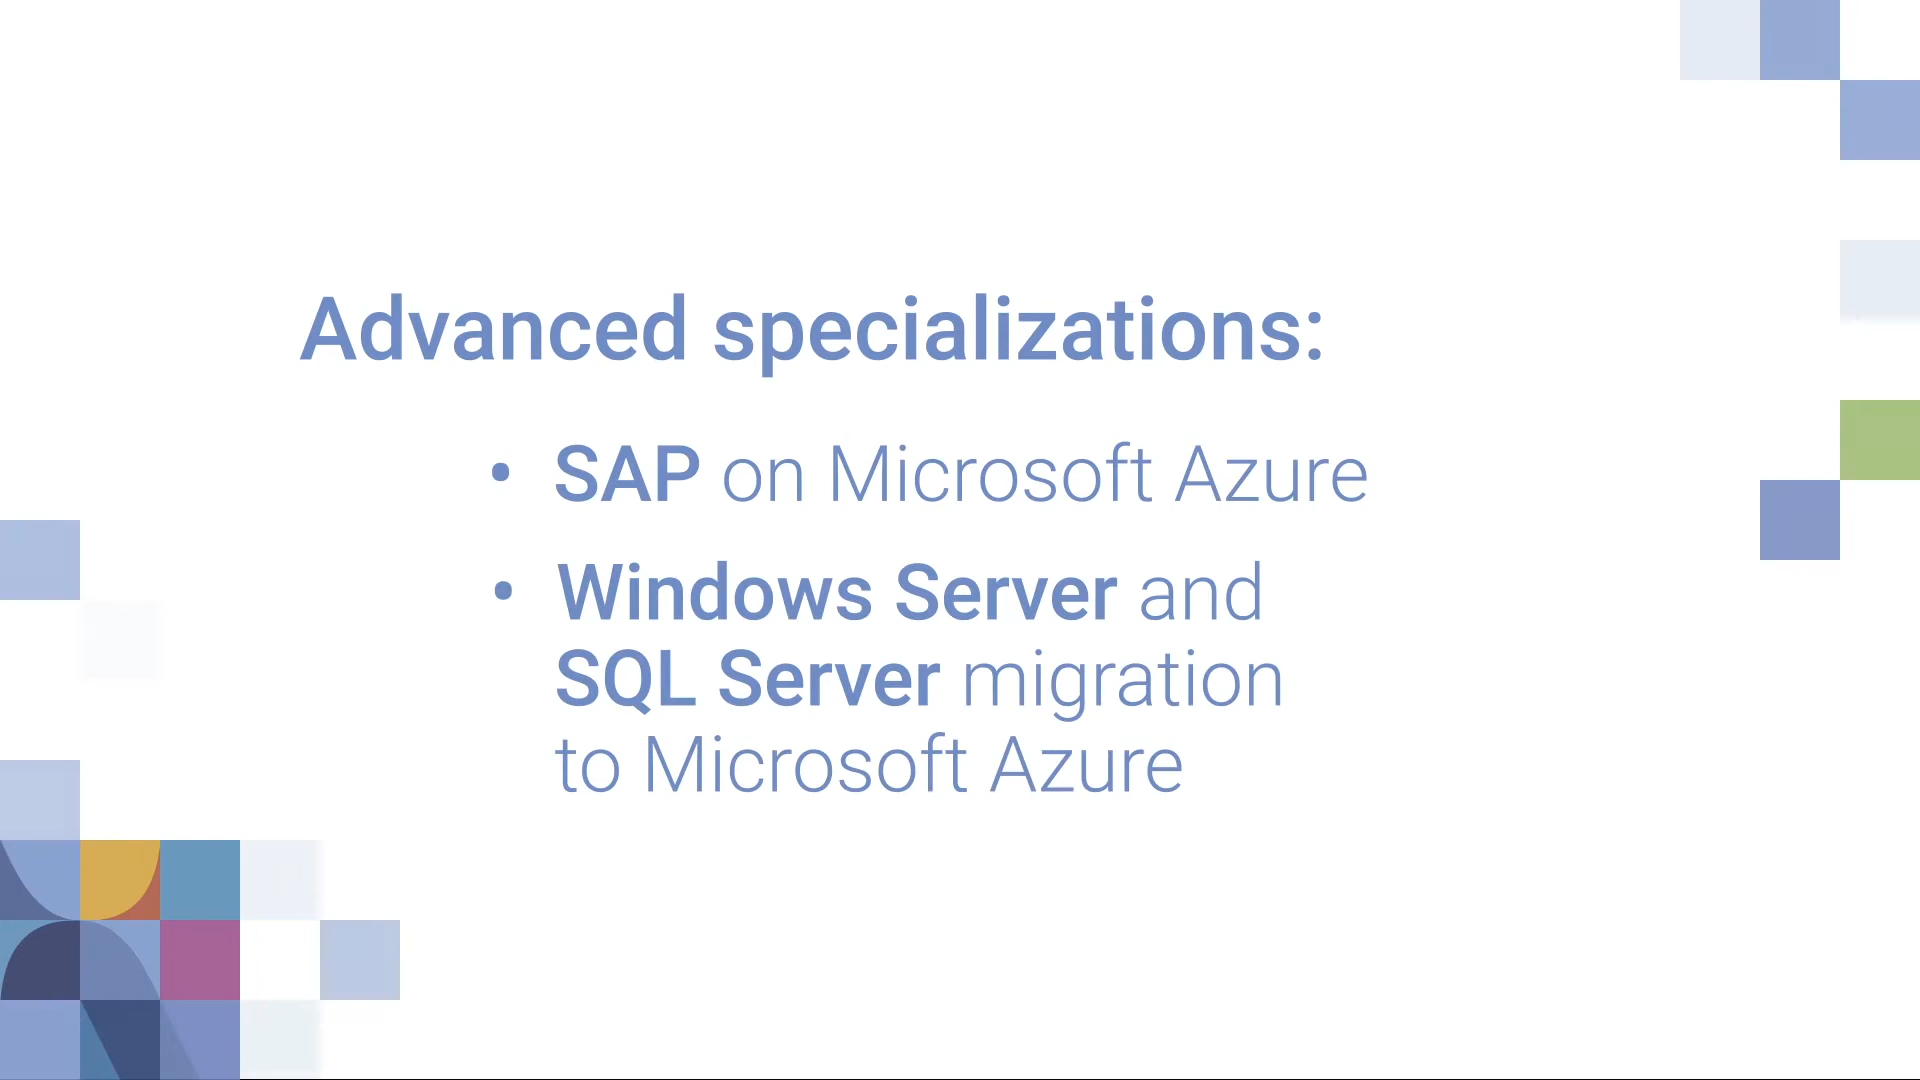 Advanced specializations:
• SAP on Microsoft Azure
• Windows Server and
SQL Server migration
to Microsoft Azure